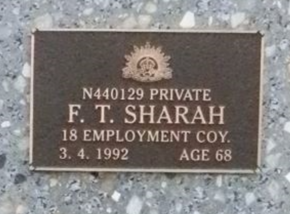 N440129 PRIVATE
F. T. SHARAH
18 EMPLOYMENT COY.
3. 4. 1992 AGE 68